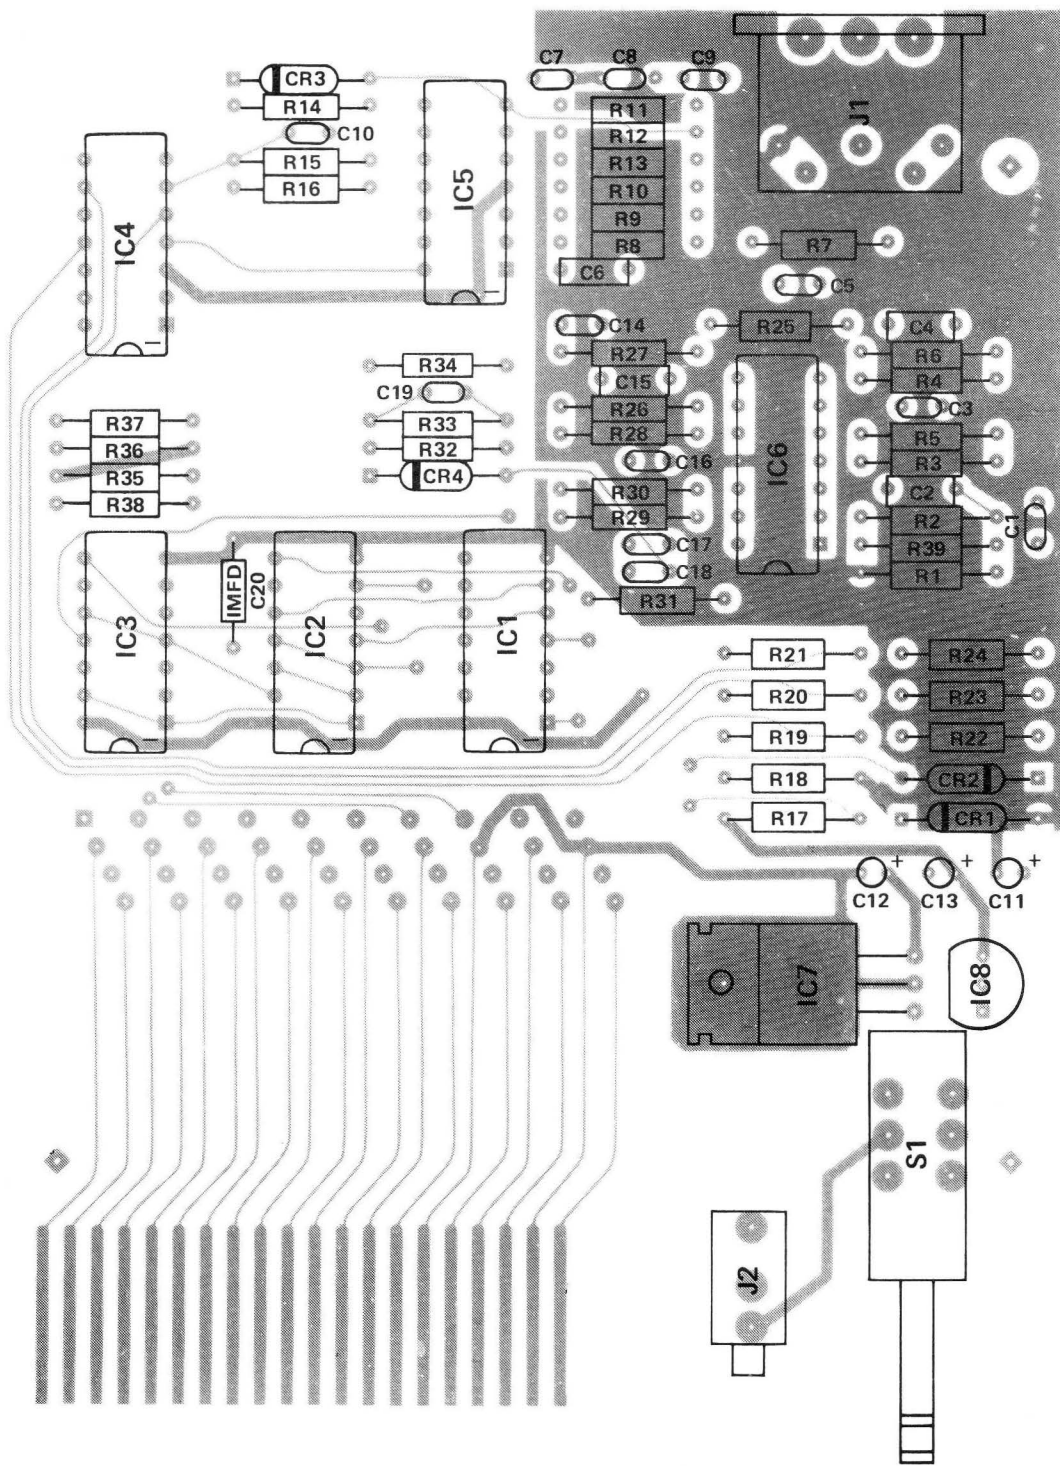 C7
C8
C9
CR3
R14
C10
R15
R16
IC5
IC4
R11
R12
R13
R10
R9
R8
C6
J1
R7
C5
C14
R27
C15
R26
R28
C16
R30
R29
C17
C18
R31
R25
IC6
C4
R6
R4
C3
R5
R3
C2
R2
R39
R1
C1
R34
C19
R33
R32
CR4
R37
R36
R35
R38
IC3
IMFD
C20
IC2
IC1
R21
R20
R19
R18
R17
R24
R23
R22
CR2
CR1
+
C12
+
C13
+
C11
IC7
IC8
S1
J2